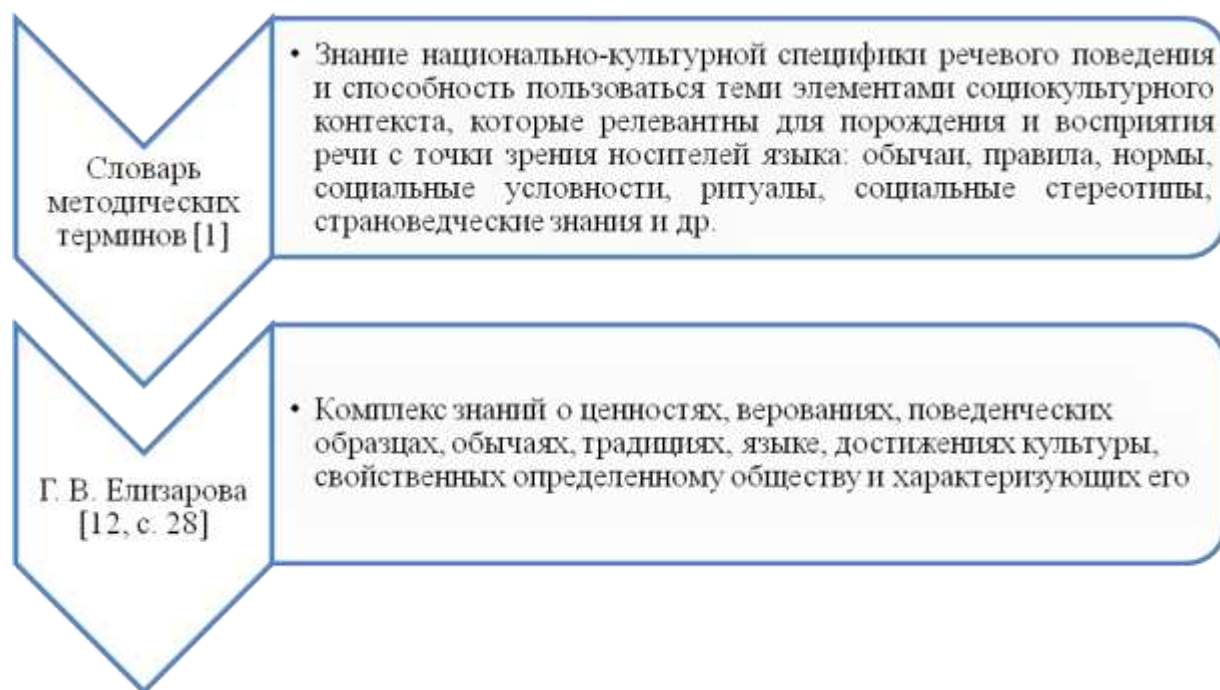 Словарь
методических
терминов [1]
• Знание национально-культурной специфики речевого поведения
и способность пользоваться теми элементами социокультурного
контекста, которые релевантны для порождения и восприятия
речи с точки зрения носителей языка: обычаи, правила, нормы,
социальные условности, ритуалы, социальные стереотипы,
страноведческие знания и др.
Г. В. Елизарова
[12, с. 28]
• Комплекс знаний о ценностях, верованиях, поведенческих
образцах, обычаях, традициях, языке, достижениях культуры,
свойственных определенному обществу и характеризующих его